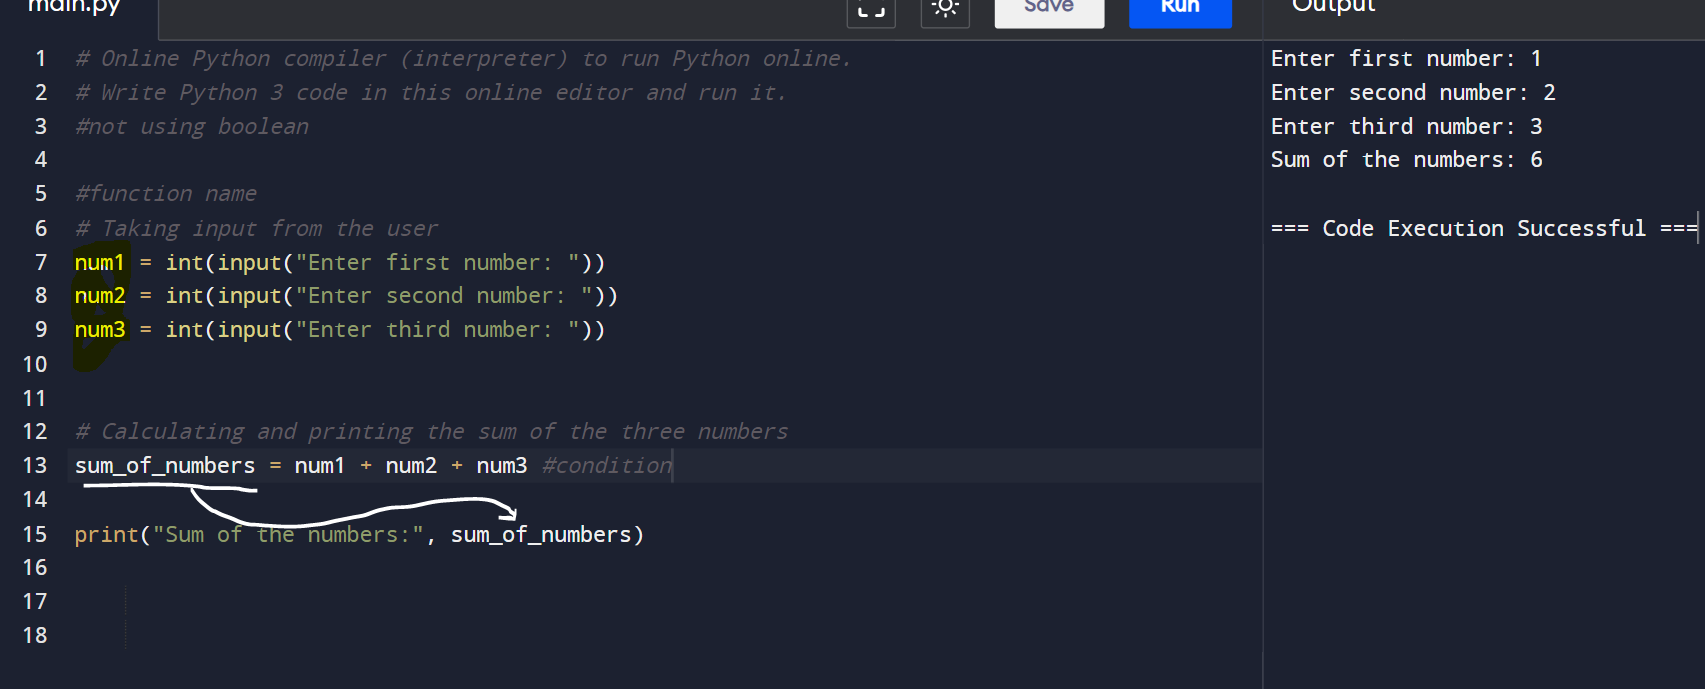 main.py
Save
Run
Output
1 # Online Python compiler (interpreter) to run Python online.
2 # Write Python 3 code in this online editor and run it.
3 #not using boolean
4
5 #function name
6 # Taking input from the user
7 num1 = int(input("Enter first number: "))
8 num2 = int(input("Enter second number: "))
9 num3 = int(input("Enter third number: "))
10
11
12 # Calculating and printing the sum of the three numbers
13 sum_of_numbers = num1 + num2 + num3 #condition
14
15 print("Sum of the numbers:", sum_of_numbers)
16
17
18
Enter first number: 1
Enter second number: 2
Enter third number: 3
Sum of the numbers: 6
=== Code Execution Successful ===